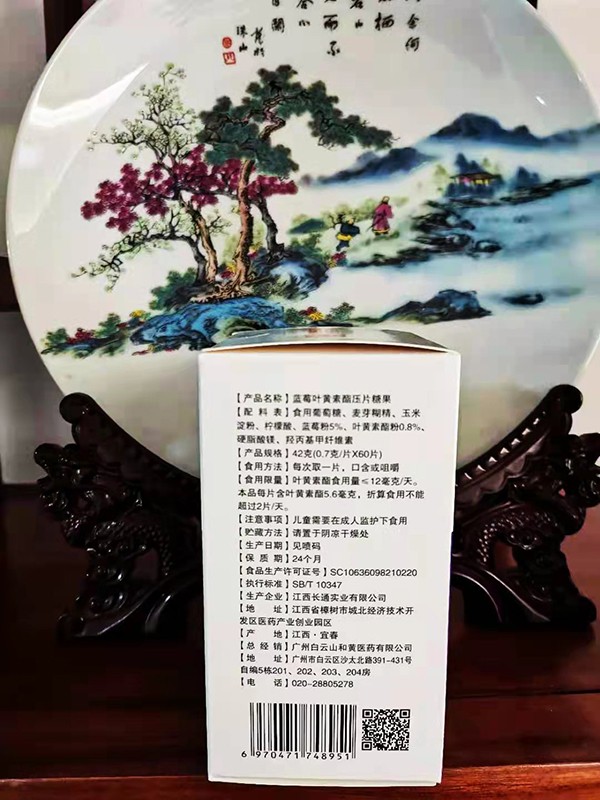 【产品名称】蓝莓叶黄素酯压片糖果
【配 料 表】食用葡萄糖、麦芽糊精、玉米
淀粉、柠檬酸、蓝莓粉5%、叶黄素酯粉0.8%、
硬脂酸镁、羟丙基甲纤维素
【产品规格】42克(0.7克/片X60片)
【食用方法】每次取一片，口含或咀嚼
【食用限量】叶黄素酯食用量≤12毫克/天。
本品每片含叶黄素酯5.6毫克，折算食用不能
超过2片/天。
【注意事项】儿童需要在成人监护下食用
【贮藏方法】请置于阴凉干燥处
【生产日期】见喷码
【保 质 期】24个月
【食品生产许可证号】SC10636098210220
【执行标准】SB/T 10347
【生产企业】江西长通实业有限公司
【地 址】江西省樟树市城北经济技术开
发区医药产业创业园区
【产 地】江西·宜春
【总 经 销】广州白云山和黄医药有限公司
【地 址】广州市白云区沙太北路391-431号
自编5栋201、202、203、204房
【电 话】020-28805278
6 970471 748951